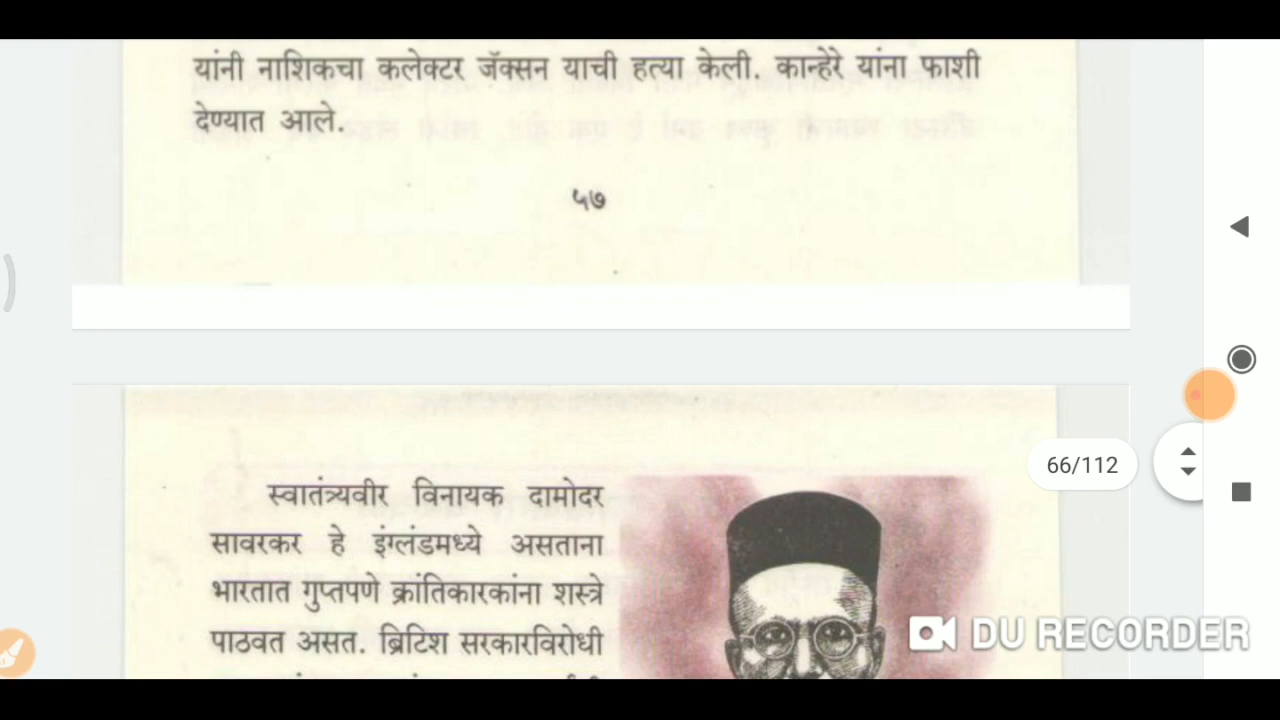 यांनी नाशिकचा कलेक्टर जॅक्सन याची हत्या केली. कान्हेरे यांना फाशी
देण्यात आले.
५७
66/112
स्वातंत्र्यवीर विनायक दामोदर
सावरकर हे इंग्लंडमध्ये असताना
भारतात गुप्तपणे क्रांतिकारकांना शस्त्रे
पाठवत असत. ब्रिटिश सरकारविरोधी
DU RECORDER